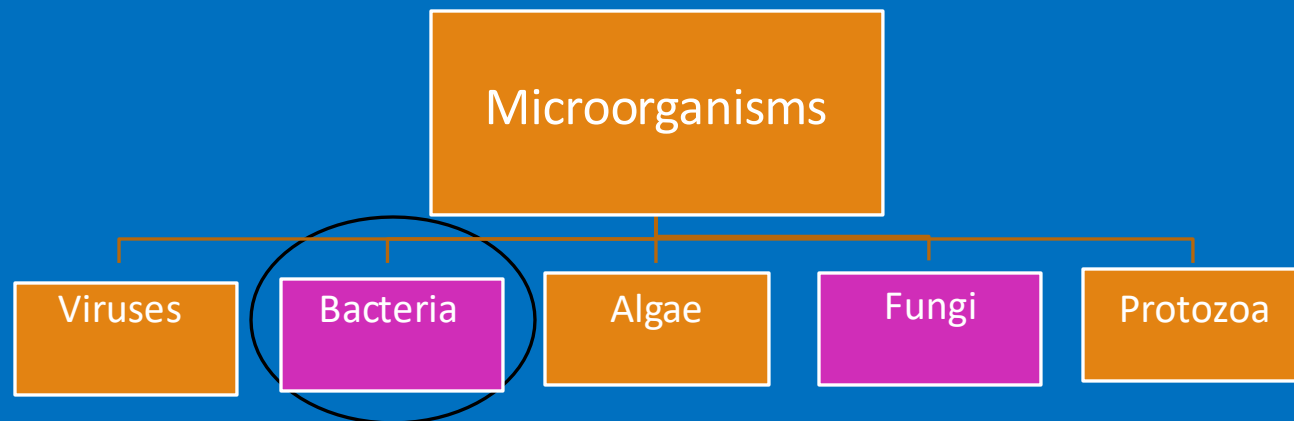 Microorganisms
Viruses
Bacteria
Algae
Fungi
Protozoa